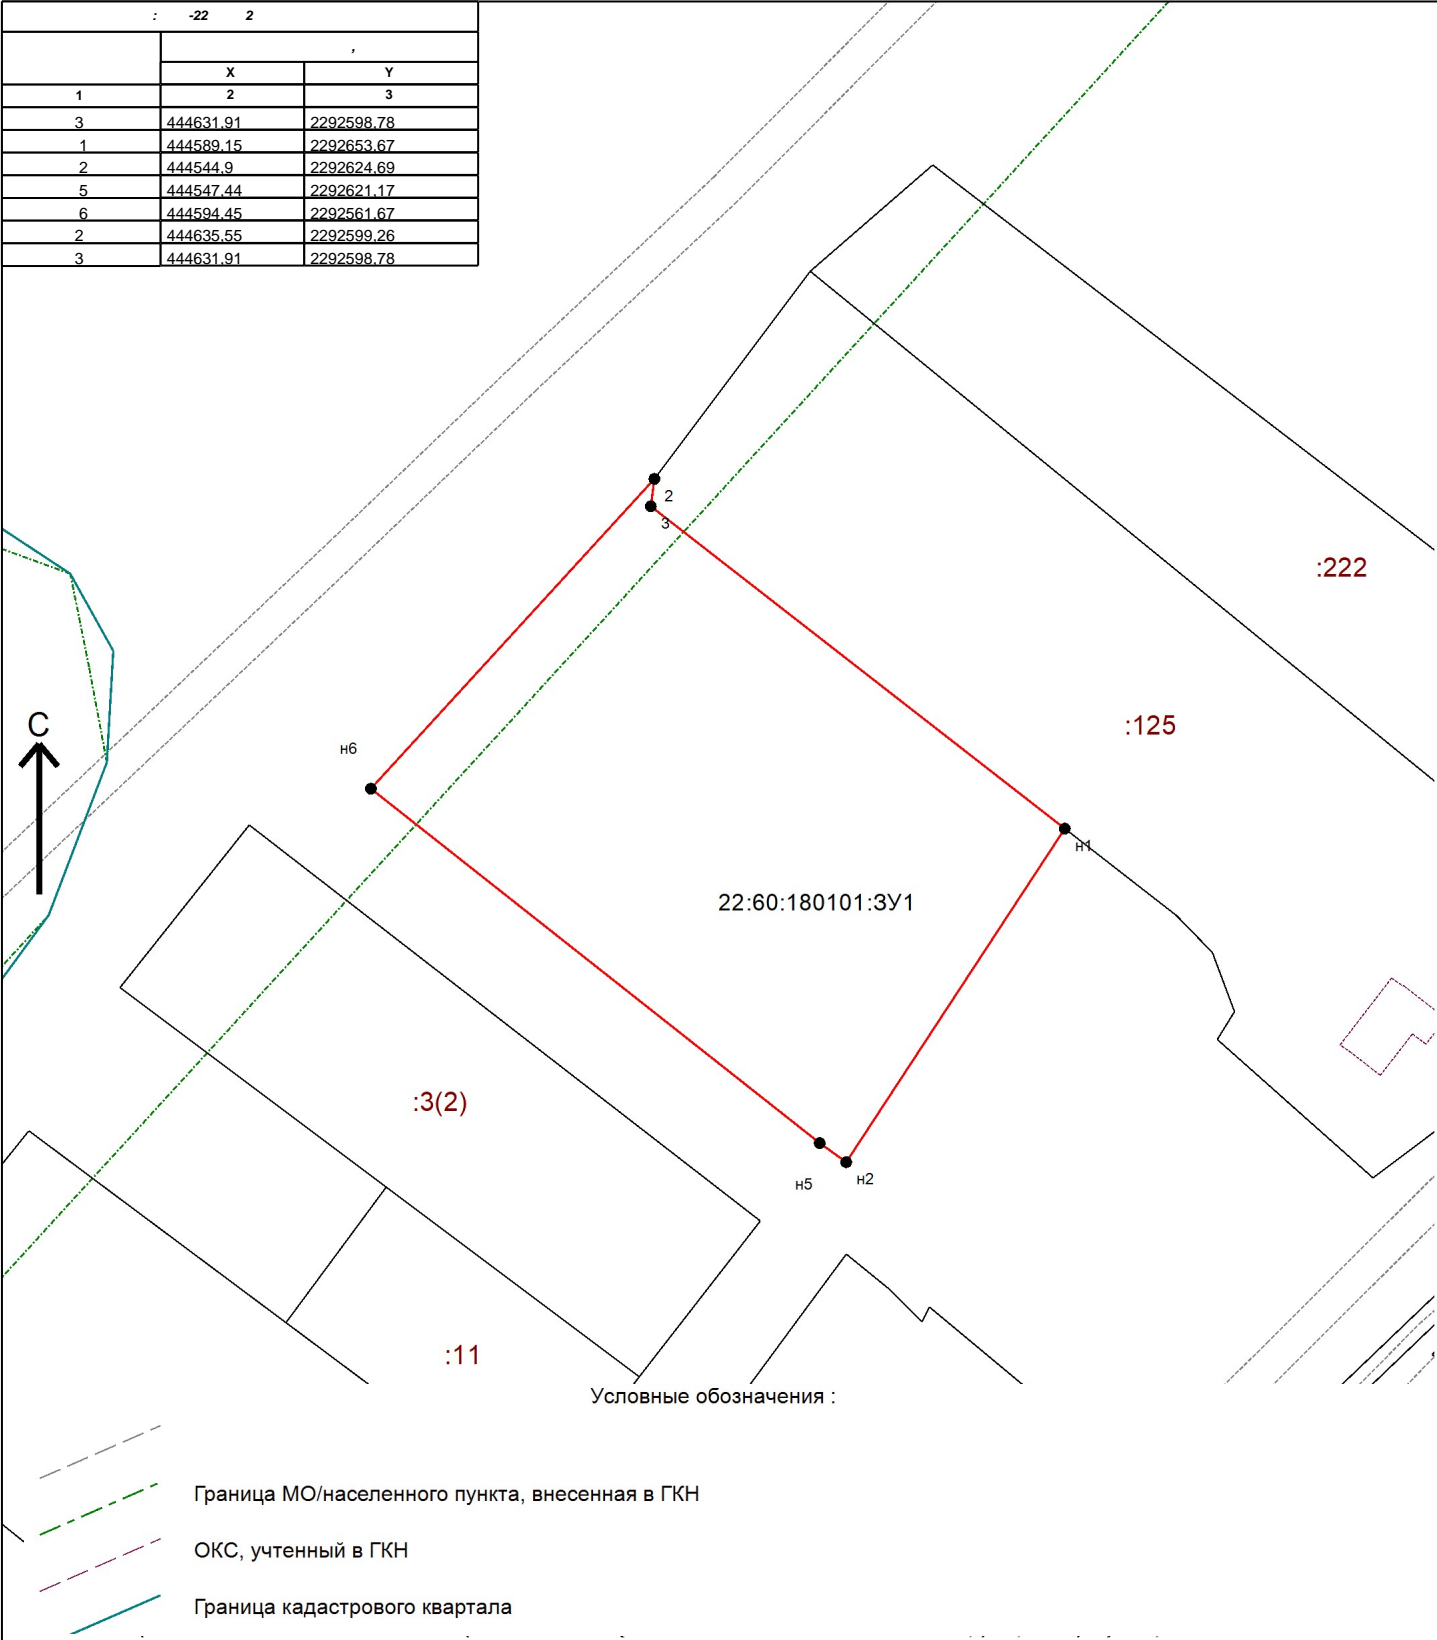 : -22 2
,
X Y
1 2 3
3 444631,91 2292598,78
1 444589,15 2292653,67
2 444544,9 2292624,69
5 444547,44 2292621,17
6 444594,45 2292561,67
2 444635,55 2292599,26
3 444631,91 2292598,78
2
3
:222
:125
С
н6
н1
22:60:180101:ЗУ1
:3(2)
н2
н5
:11
Условные обозначения :
Граница МО/населенного пункта, внесенная в ГКН
ОКС, учтенный в ГКН
Граница кадастрового квартала